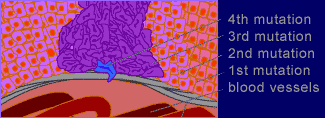 4th mutation
3rd mutation
2nd mutation
1st mutation
blood vessels